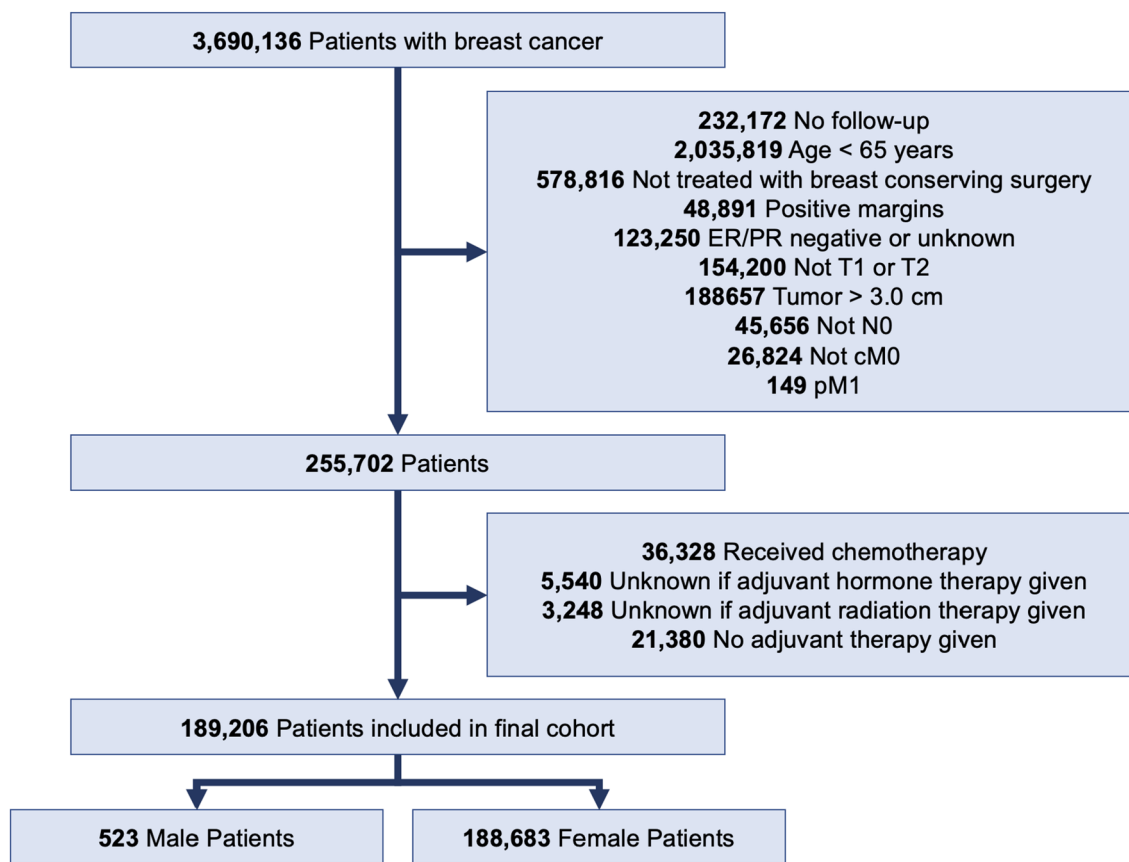 3,690,136 Patients with breast cancer
232,172 No follow-up
2,035,819 Age < 65 years
578,816 Not treated with breast conserving surgery
48,891 Positive margins
123,250 ER/PR negative or unknown
154,200 Not T1 or T2
188657 Tumor > 3.0 cm
45,656 Not N0
26,824 Not cM0
149 pM1
255,702 Patients
36,328 Received chemotherapy
5,540 Unknown if adjuvant hormone therapy given
3,248 Unknown if adjuvant radiation therapy given
21,380 No adjuvant therapy given
189,206 Patients included in final cohort
523 Male Patients
188,683 Female Patients